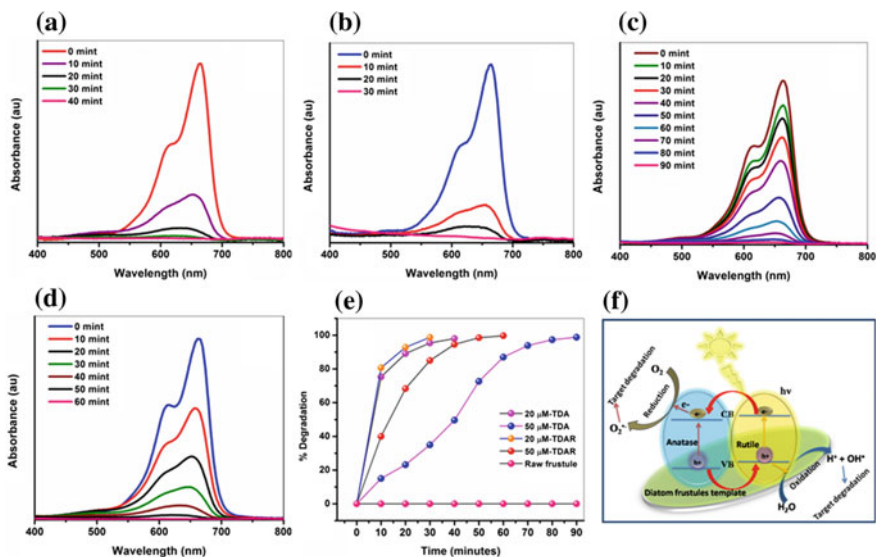 (a)
0 mint
10 mint
20 mint
30 mint
40 mint
Absorbance (au)
400 500 600 700 800
Wavelength (nm)
(b)
0 mint
10 mint
20 mint
30 mint
Absorbance (au)
400 500 600 700 800
Wavelength (nm)
(c)
0 mint
10 mint
20 mint
30 mint
40 mint
50 mint
60 mint
70 mint
80 mint
90 mint
Absorbance (au)
400 500 600 700 800
Wavelength (nm)
(d)
0 mint
10 mint
20 mint
30 mint
40 mint
50 mint
60 mint
Absorbance (au)
400 500 600 700 800
Wavelength (nm)
(e)
100
80
60
40
20
0
% Degradation
20 µM-TDA
50 µM-TDA
20 µM-TDAR
50 µM-TDAR
Raw frustule
0 10 20 30 40 50 60 70 80 90
Time (minutes)
(f)
Target degradation
O₂
hv
Reduction
e-
CB
O₂•-
Anatase
Rutile
h+
h+
VB
Oxidation
H⁺ + OH•
Diatom frustules template
H₂O
Target degradation